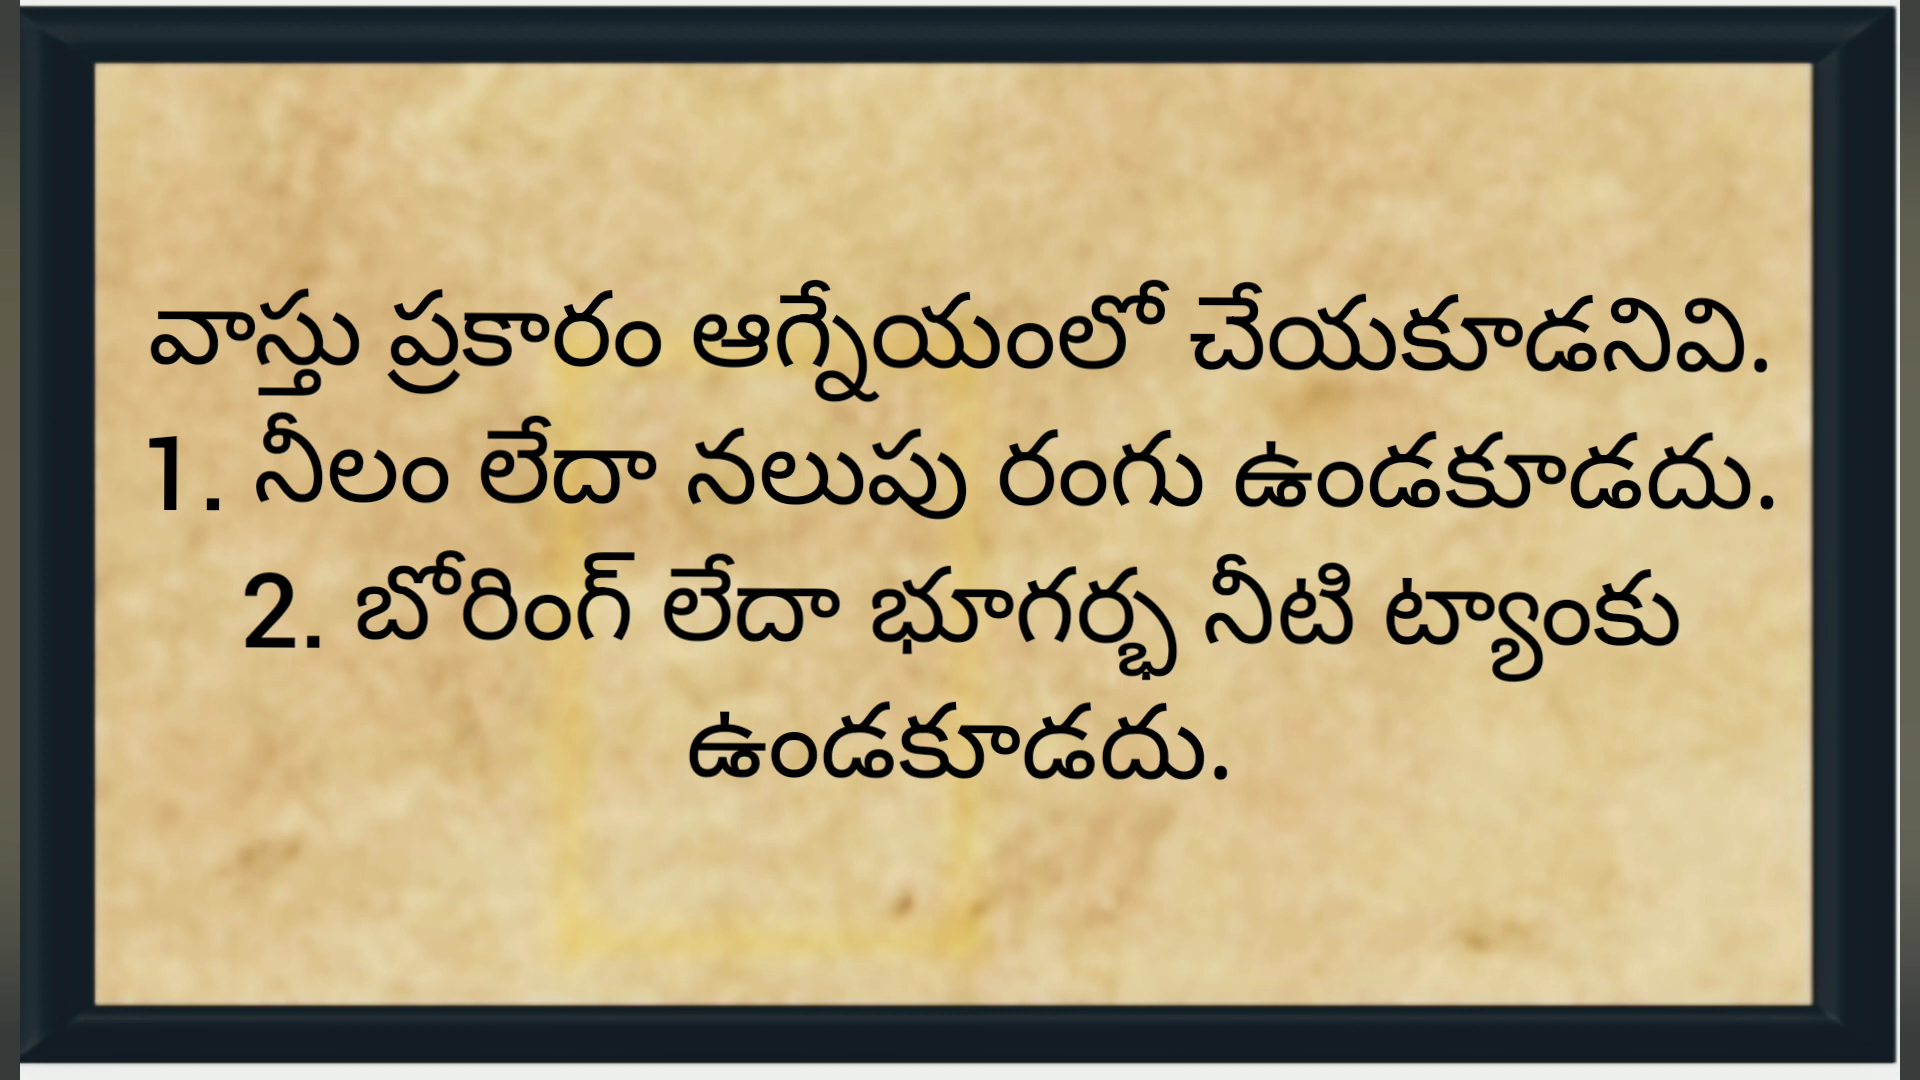 వాస్తు ప్రకారం ఆగ్నేయంలో చేయకూడనివి.
1. నీలం లేదా నలుపు రంగు ఉండకూడదు.
2. బోరింగ్ లేదా భూగర్భ నీటి ట్యాంకు
ఉండకూడదు.